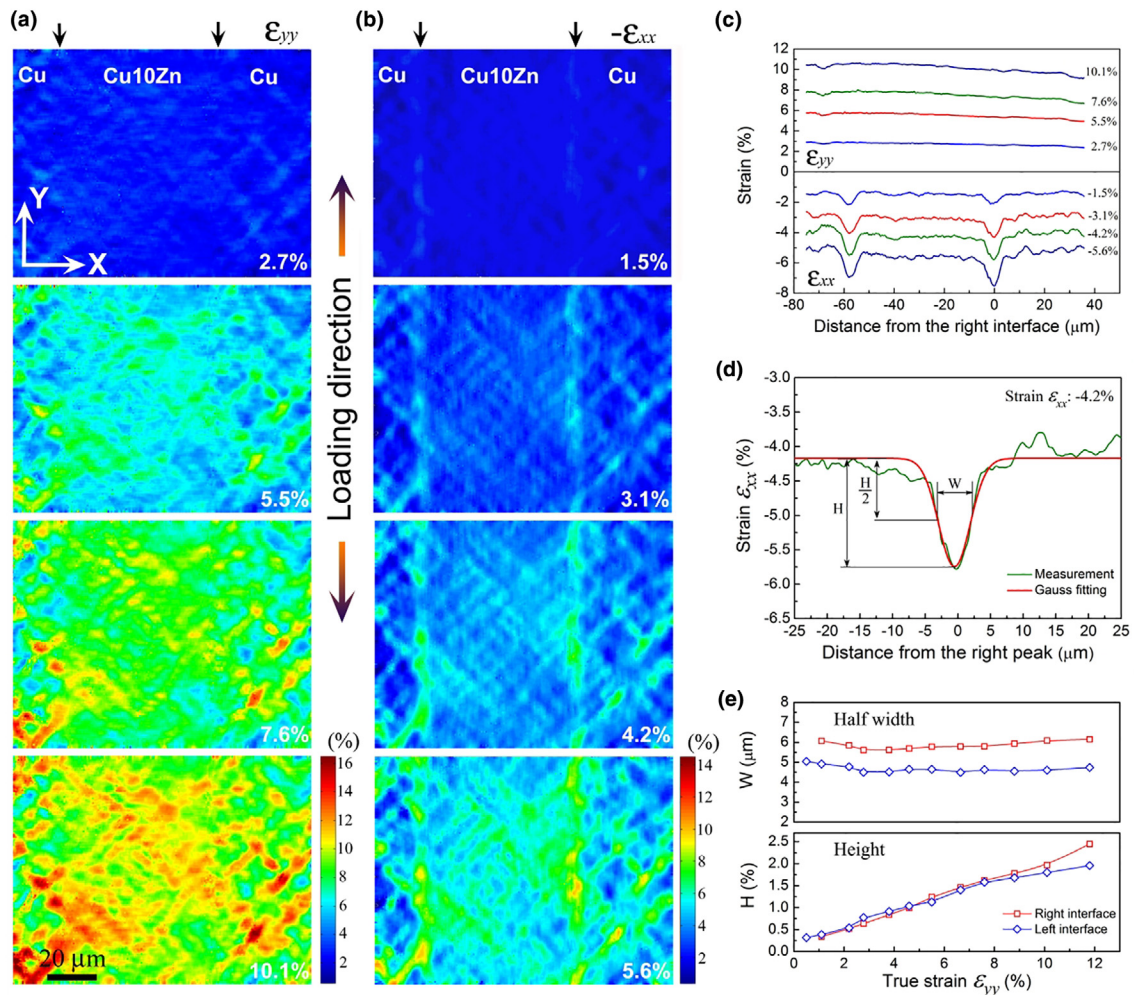 (a)
εyy
Cu
Cu10Zn
Cu
Y
X
2.7%
5.5%
7.6%
10.1%
20 μm
(%)
16
14
12
10
8
6
4
2
Loading direction
(b)
-εxx
Cu
Cu10Zn
Cu
1.5%
3.1%
4.2%
5.6%
(%)
14
12
10
8
6
4
2
(c)
Strain (%)
12
10
8
6
4
2
0
-2
-4
-6
-8
10.1%
7.6%
5.5%
2.7%
εyy
-1.5%
-3.1%
-4.2%
-5.6%
εxx
-80 -60 -40 -20 0 20 40
Distance from the right interface (μm)
(d)
Strain εxx (%)
-3.0
-3.5
-4.0
-4.5
-5.0
-5.5
-6.0
-6.5
Strain εxx: -4.2%
W
H/2
H
Measurement
Gauss fitting
-25 -20 -15 -10 -5 0 5 10 15 20 25
Distance from the right peak (μm)
(e)
W (μm)
8
7
6
5
4
3
2
Half width
H (%)
2.5
2.0
1.5
1.0
0.5
0.0
Height
Right interface
Left interface
0 2 4 6 8 10 12
True strain εyy (%)